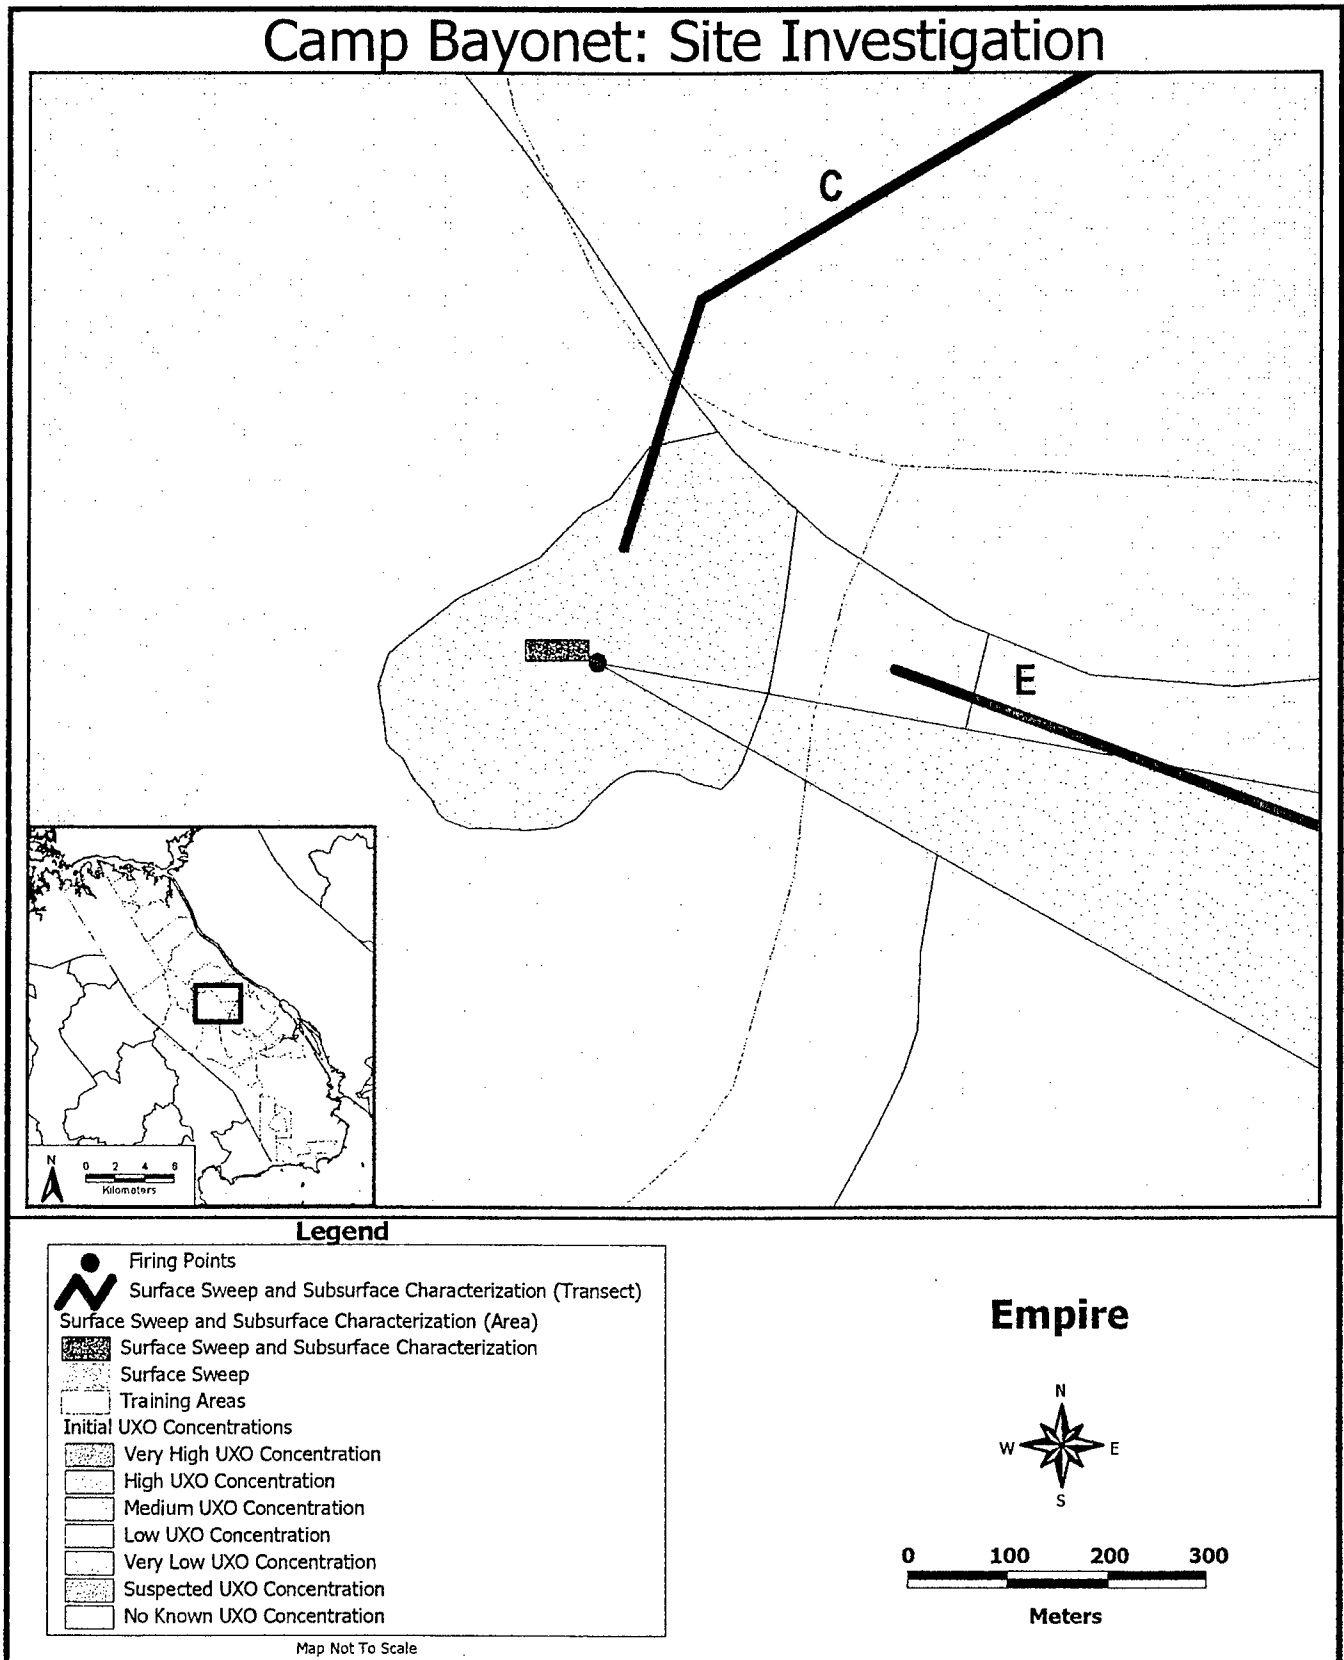 Camp Bayonet: Site Investigation
C
E
N
0 2 4 6
Kilometers
Legend
Firing Points
Surface Sweep and Subsurface Characterization (Transect)
Surface Sweep and Subsurface Characterization (Area)
Surface Sweep and Subsurface Characterization
Surface Sweep
Training Areas
Initial UXO Concentrations
Very High UXO Concentration
High UXO Concentration
Medium UXO Concentration
Low UXO Concentration
Very Low UXO Concentration
Suspected UXO Concentration
No Known UXO Concentration
Map Not To Scale
Empire
N
W E
S
0 100 200 300
Meters